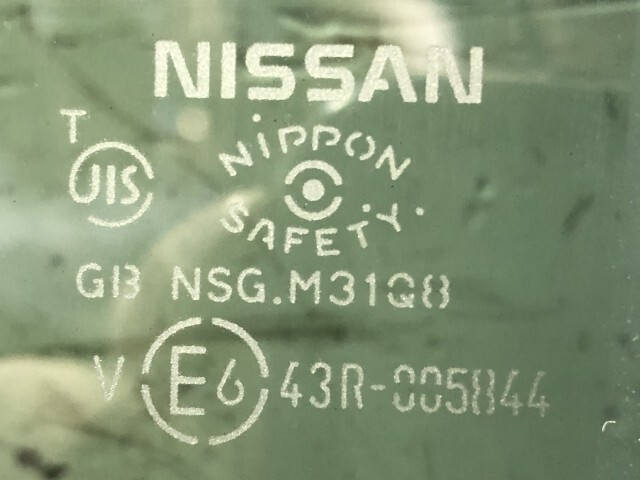 NISSAN
T
JIS
NIPPON
SAFETY
GB NSG.M31Q8
V E6 43R-005844